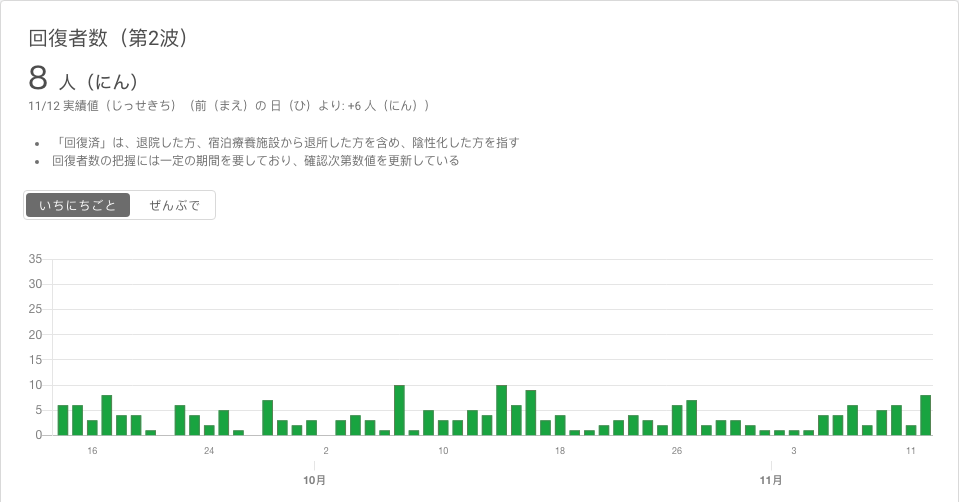 回復者数（第2波）
8 人（にん）
11/12 実績値（じっせきち）（前（まえ）の 日（ひ）より: +6 人（にん））
• 「回復済」は、退院した方、宿泊療養施設から退所した方を含め、陰性化した方を指す
• 回復者数の把握には一定の期間を要しており、確認次第数値を更新している
いちにちごと ぜんぶで
35
30
25
20
15
10
5
0
16 24 2 10 18 26 3 11
10月 11月